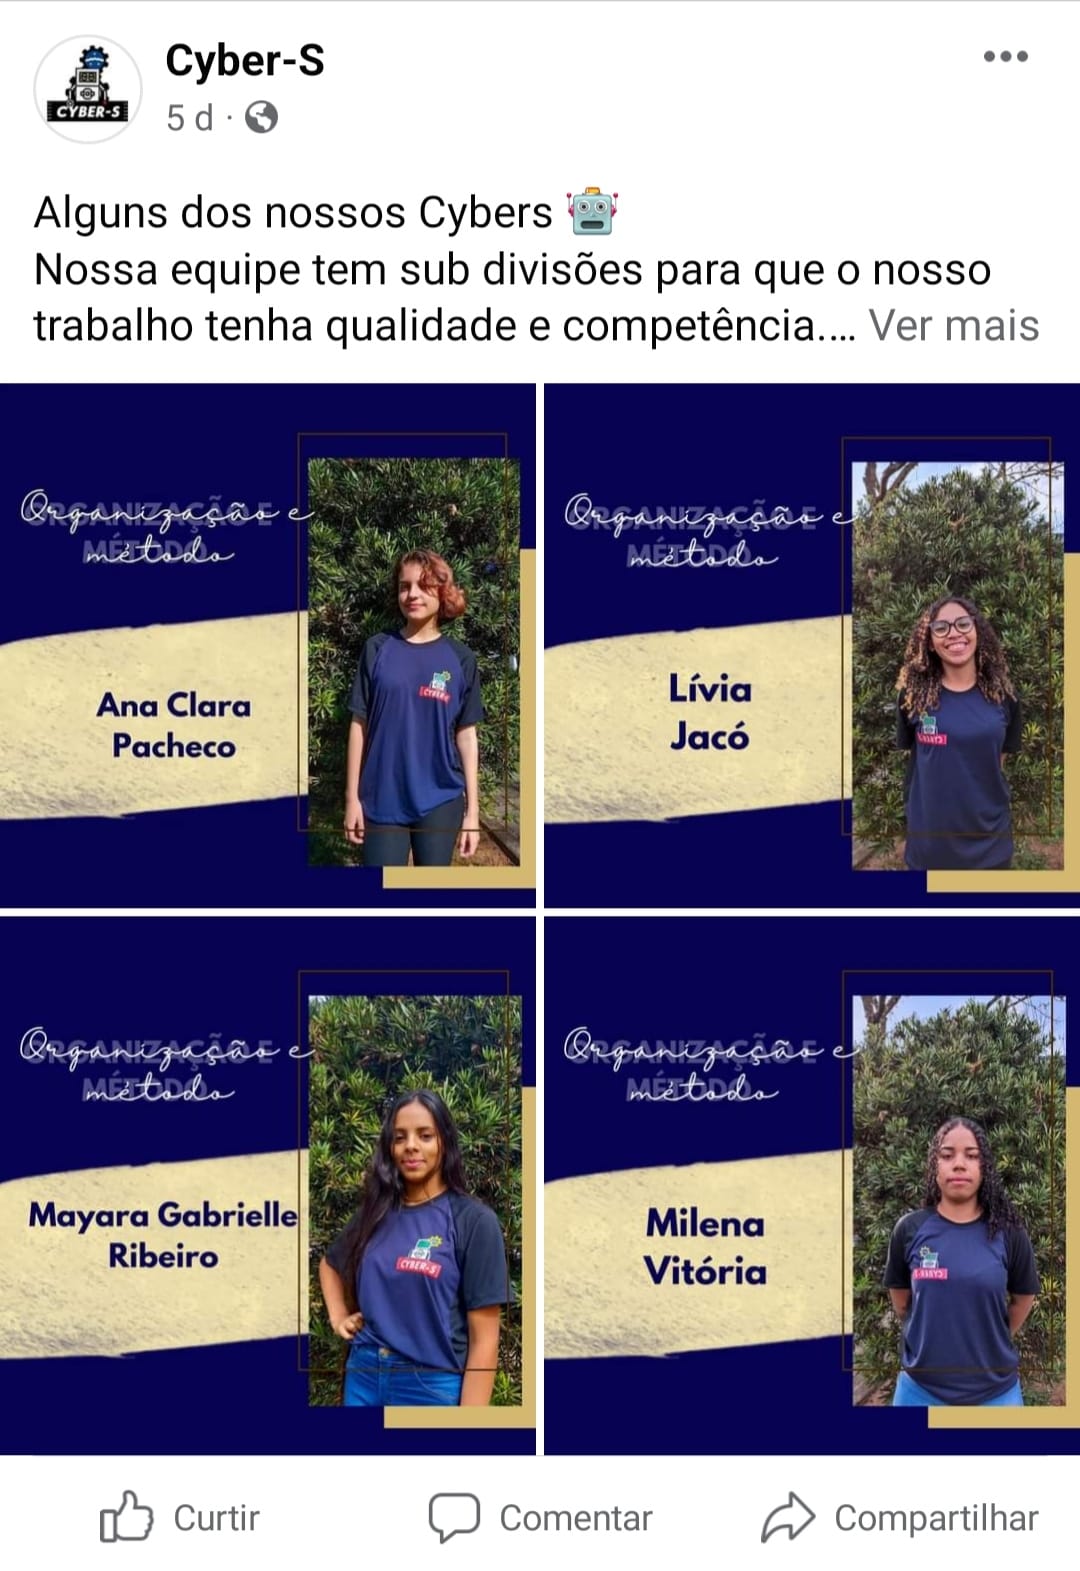 CYBER-S
Cyber-S
5 d ·
Alguns dos nossos Cybers
Nossa equipe tem sub divisões para que o nosso
trabalho tenha qualidade e competência.... Ver mais
Organização e
método
Ana Clara
Pacheco
CYBER-S
Organização e
método
Lívia
Jacó
CYBER-S
Organização e
método
Mayara Gabrielle
Ribeiro
CYBER-S
Organização e
método
Milena
Vitória
CYBER-S
Curtir
Comentar
Compartilhar